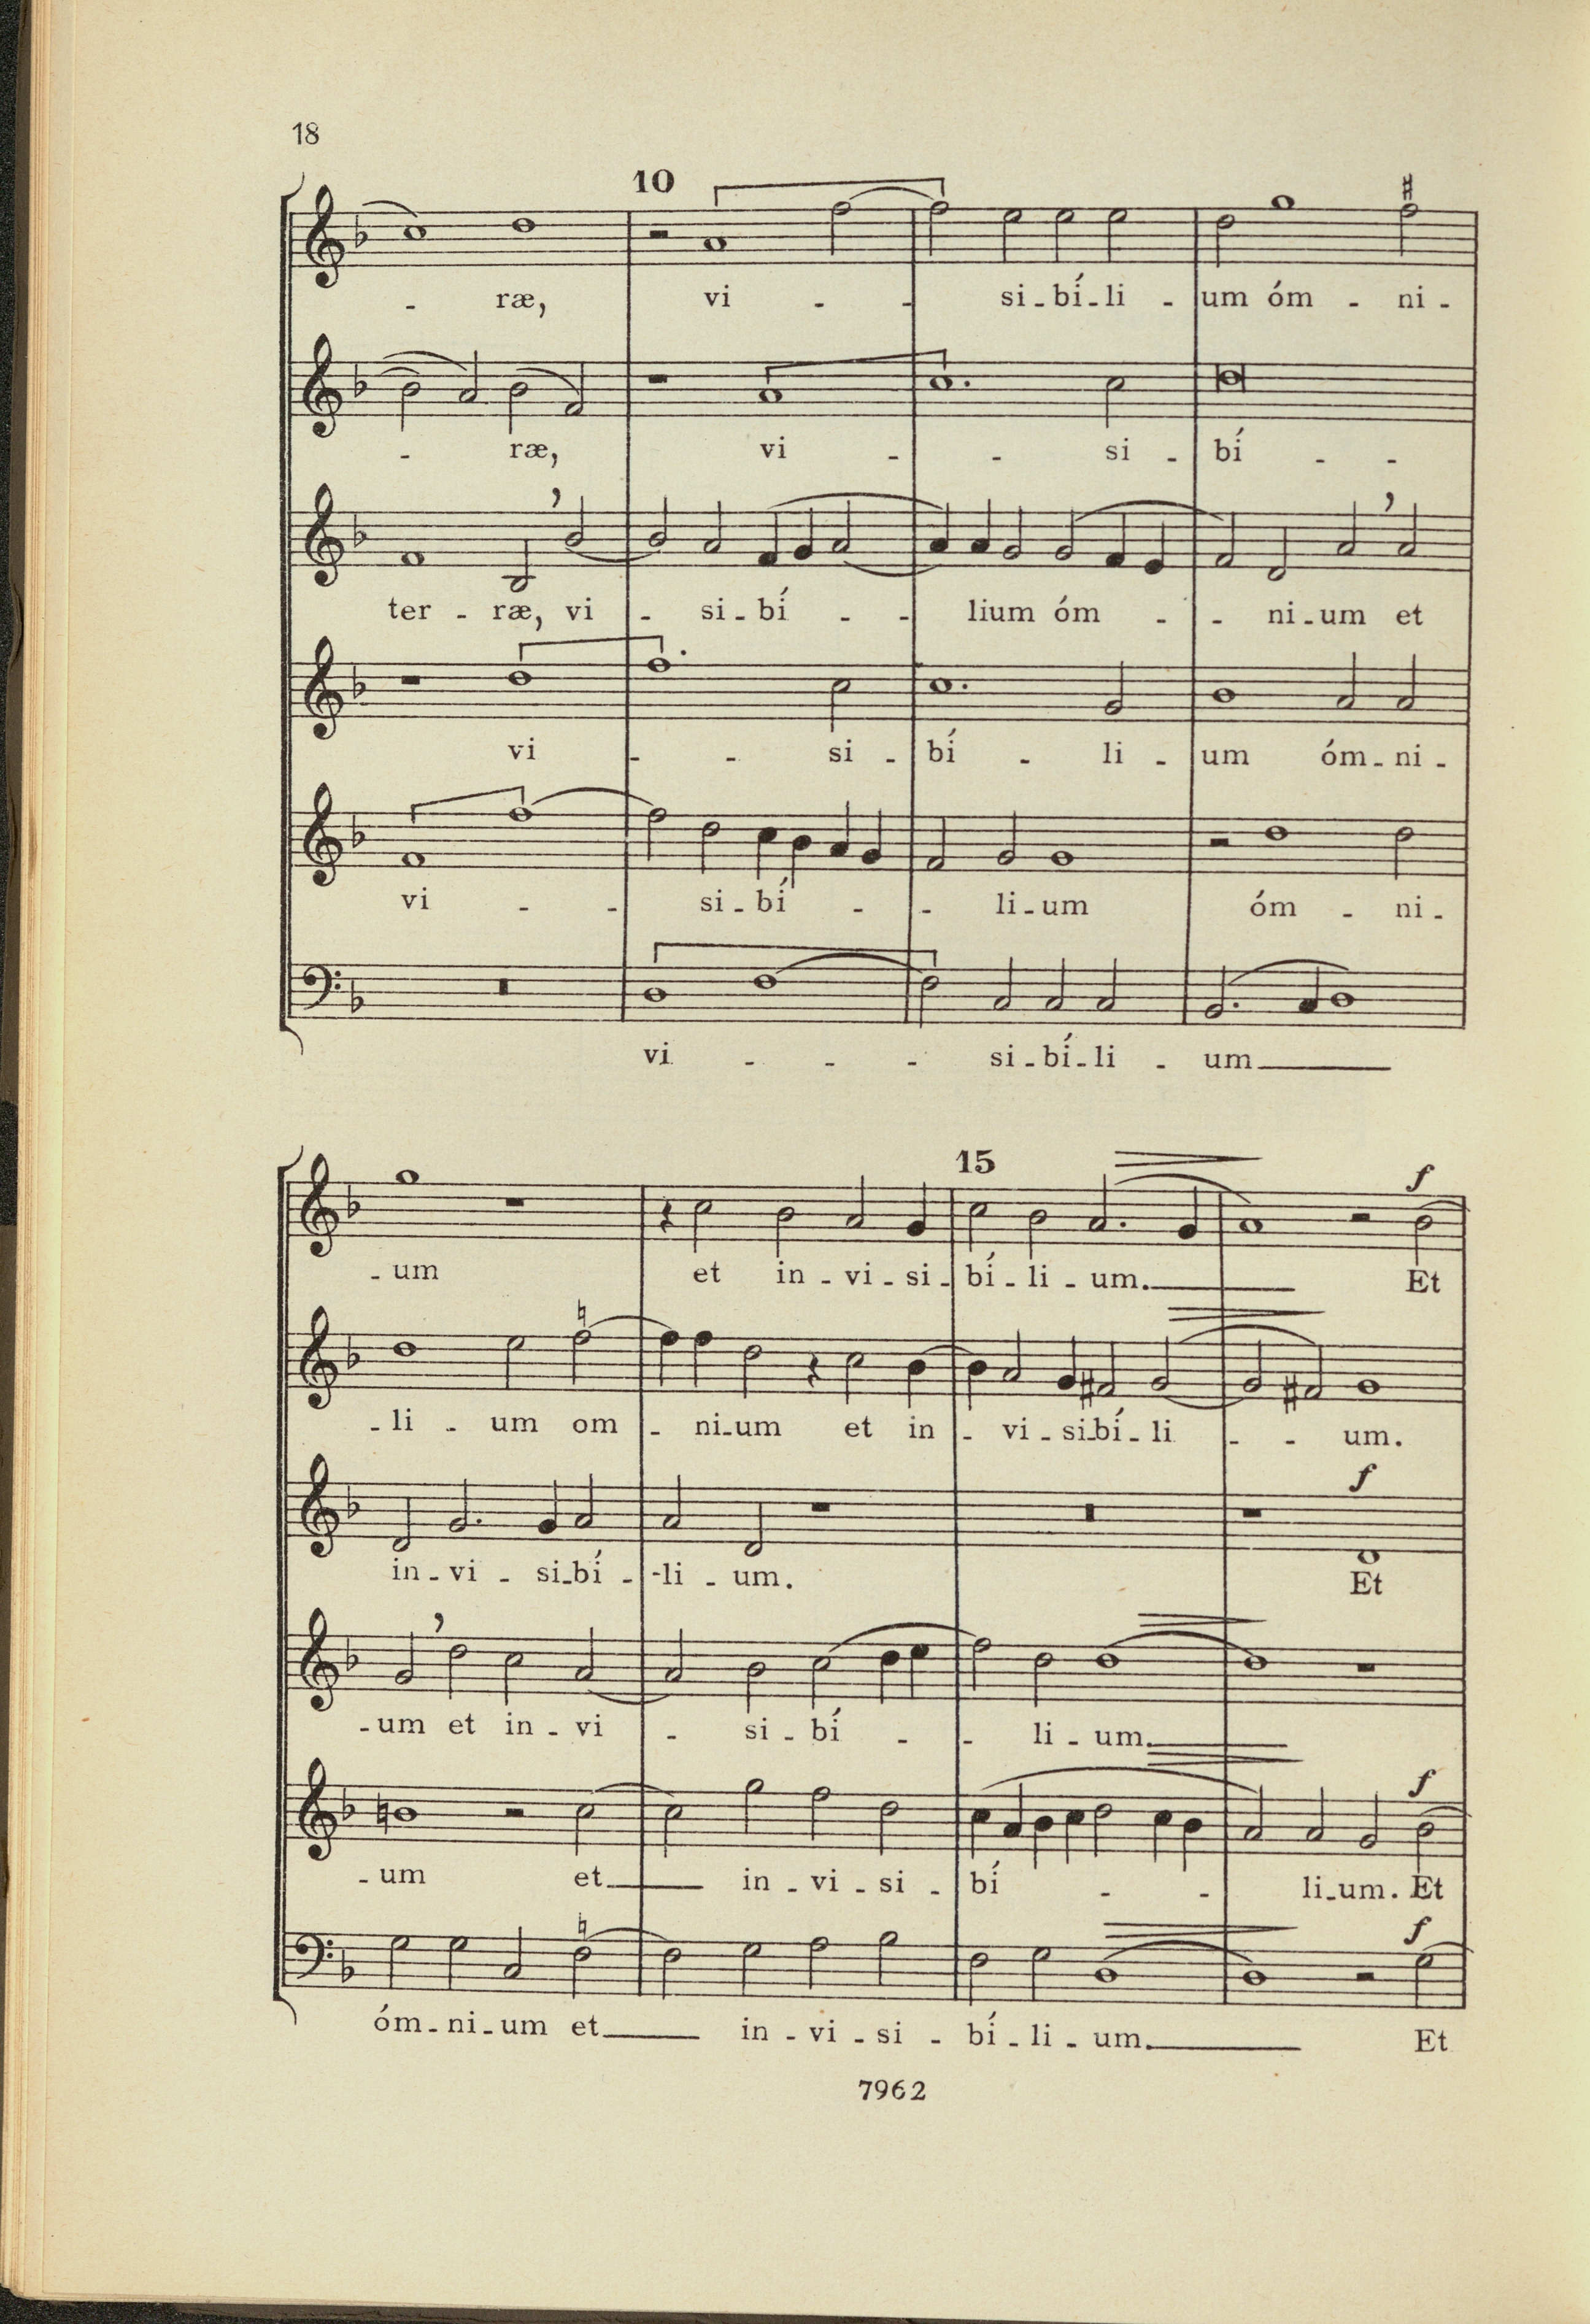 18
10
- ræ, vi - - si - bí - li - um óm - ni -
- ræ, vi - - si - bí - -
ter - ræ, vi - si - bí - - lium óm - - ni - um et
vi - - si - bí - li - um óm - ni -
vi - - si - bí - - li - um óm - ni -
vi - - - si - bí - li - um
15
f
- um et in - vi - si - bí - li - um. Et
- li - um om - ni - um et in - vi - si - bí - li - - um.
f
in - vi - si - bí - - li - um. Et
- um et in - vi - si - bí - - li - um.
f
- um et in - vi - si - bí - - li - um. Et
f
óm - ni - um et in - vi - si - bí - li - um. Et
7962